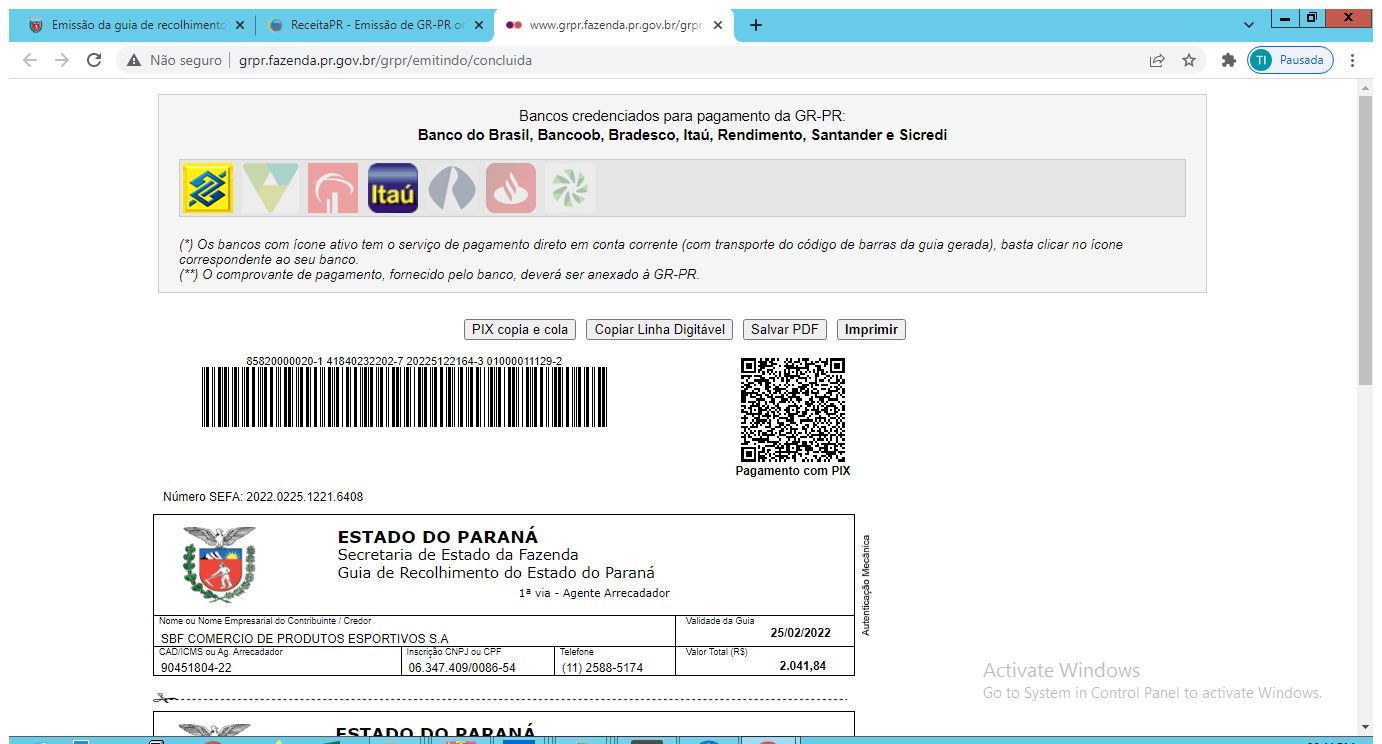 Emissão da guia de recolhimento
ReceitaPR - Emissão de GR-PR or
www.grpr.fazenda.pr.gov.br/grpr
Não seguro
grpr.fazenda.pr.gov.br/grpr/emitindo/concluida
TI
Pausada
Bancos credenciados para pagamento da GR-PR:
Banco do Brasil, Bancoob, Bradesco, Itaú, Rendimento, Santander e Sicredi
Itaú
(*) Os bancos com ícone ativo tem o serviço de pagamento direto em conta corrente (com transporte do código de barras da guia gerada), basta clicar no ícone
correspondente ao seu banco.
(**) O comprovante de pagamento, fornecido pelo banco, deverá ser anexado à GR-PR.
PIX copia e cola
Copiar Linha Digitável
Salvar PDF
Imprimir
85820000020-1 41840232202-7 20225122164-3 01000011129-2
Pagamento com PIX
Número SEFA: 2022.0225.1221.6408
ESTADO DO PARANÁ
Secretaria de Estado da Fazenda
Guia de Recolhimento do Estado do Paraná
1ª via - Agente Arrecadador
Autenticação Mecânica
Nome ou Nome Empresarial do Contribuinte / Credor
SBF COMERCIO DE PRODUTOS ESPORTIVOS S.A
Validade da Guia
25/02/2022
CAD/ICMS ou Ag. Arrecadador
90451804-22
Inscrição CNPJ ou CPF
06.347.409/0086-54
Telefone
(11) 2588-5174
Valor Total (R$)
2.041,84
Activate Windows
Go to System in Control Panel to activate Windows.
ESTADO DO PARANÁ